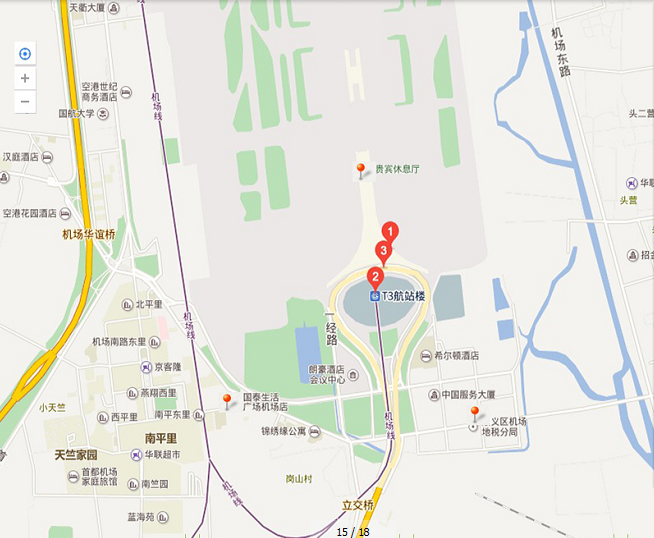 天衢大厦
机场东路
空港世纪
商务酒店
机场线
国航大学
头二营
汉庭酒店
贵宾休息厅
华联
头营
空港花园
1
机场华谊桥
3
招金
2
T3航站楼
北平里
机场线
一经路
机场南路东里
希尔顿酒店
京客隆
朗豪酒店
会议中心
燕翔西里
中国服务大厦
国泰生活
广场机场店
小天竺
西平里
南平东里
义区机场
地税分局
机场线
锦绣缘公寓
南平里
天竺家园
华联超市
首都机场
家庭旅馆
南竺园
岗山村
机场线
立交桥
蓝海苑
15 / 18